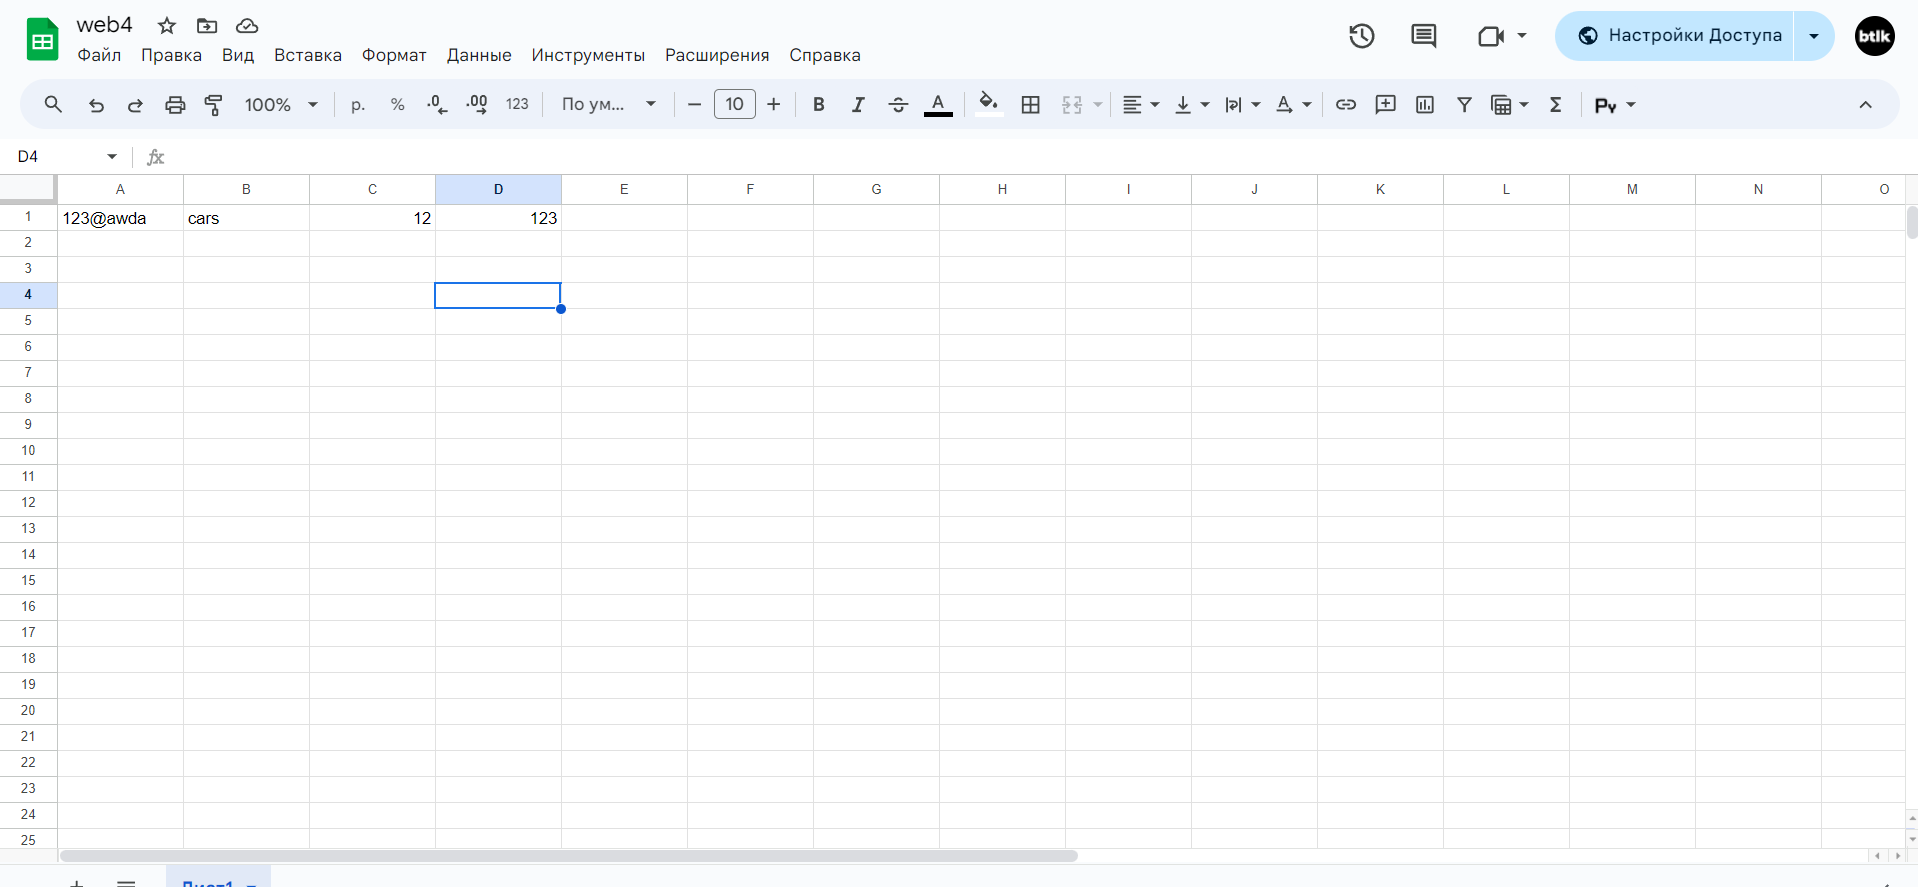 web4
Файл Правка Вид Вставка Формат Данные Инструменты Расширения Справка
Настройки Доступа
btlk
100% р. % .0 .00 123 По ум... 10 B I A A Σ Ру
D4 fx
A B C D E F G H I J K L M N O
1 123@awda cars 12 123
2
3
4
5
6
7
8
9
10
11
12
13
14
15
16
17
18
19
20
21
22
23
24
25
Лист1